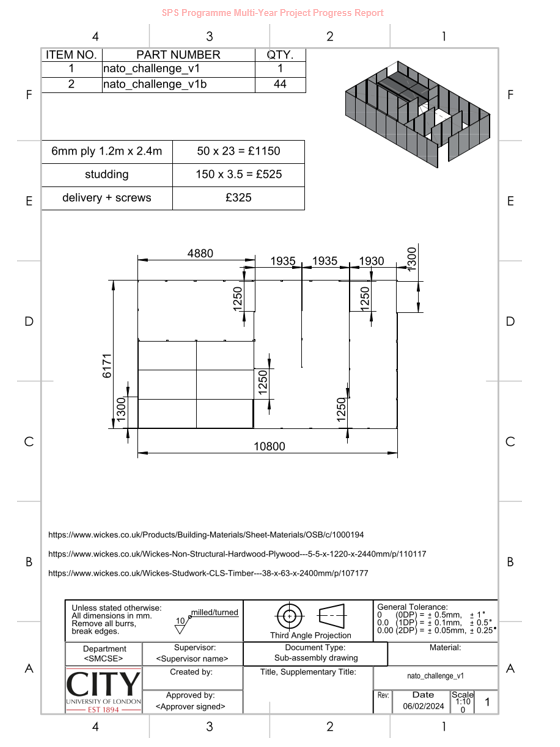 SPS Programme Multi-Year Project Progress Report
4 3 2 1
ITEM NO. PART NUMBER QTY.
1 nato_challenge_v1 1
2 nato_challenge_v1b 44
F F
6mm ply 1.2m x 2.4m 50 x 23 = £1150
studding 150 x 3.5 = £525
delivery + screws £325
E E
4880
1935 1935 1930 1300
1250 1250
D D
6171
1300
1250
1250
10800
C C
https://www.wickes.co.uk/Products/Building-Materials/Sheet-Materials/OSB/c/1000194
https://www.wickes.co.uk/Wickes-Non-Structural-Hardwood-Plywood---5-5-x-1220-x-2440mm/p/110117
B B
https://www.wickes.co.uk/Wickes-Studwork-CLS-Timber---38-x-63-x-2400mm/p/107177
Unless stated otherwise:
All dimensions in mm.
Remove all burrs,
break edges.
10 milled/turned
Third Angle Projection
General Tolerance:
0 (0DP) = ± 0.5mm, ± 1°
0.0 (1DP) = ± 0.1mm, ± 0.5°
0.00 (2DP) = ± 0.05mm, ± 0.25°
Department
<SMCSE>
Supervisor:
<Supervisor name>
Document Type:
Sub-assembly drawing
Material:
A A
CITY
UNIVERSITY OF LONDON
EST 1894
Created by:
Title, Supplementary Title:
nato_challenge_v1
Approved by:
<Approver signed>
Rev:
Date
06/02/2024
Scale
1:10
0
1
4 3 2 1